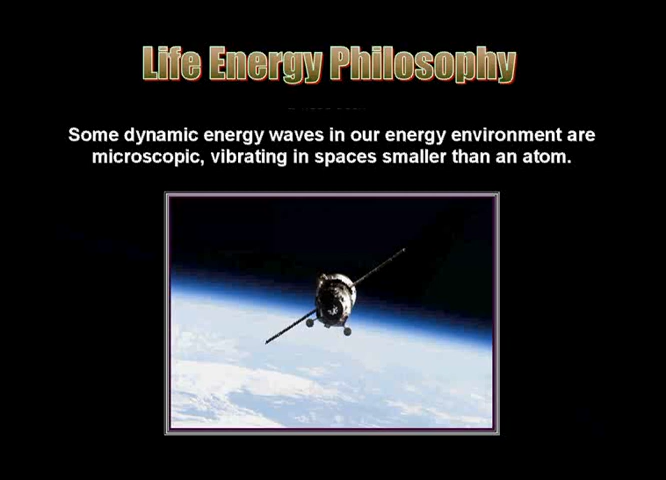 Life Energy Philosophy
Some dynamic energy waves in our energy environment are
microscopic, vibrating in spaces smaller than an atom.